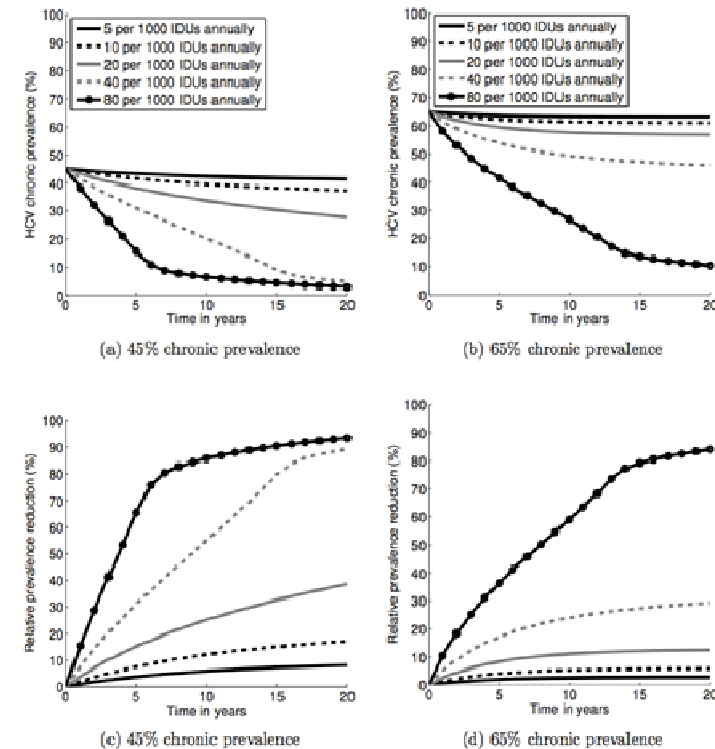 100
90
80
70
60
50
40
30
20
10
0
HCV chronic prevalence (%)
5 per 1000 IDUs annually
10 per 1000 IDUs annually
20 per 1000 IDUs annually
40 per 1000 IDUs annually
80 per 1000 IDUs annually
0 5 10 15 20
Time in years
(a) 45% chronic prevalence
100
90
80
70
60
50
40
30
20
10
0
HCV chronic prevalence (%)
5 per 1000 IDUs annually
10 per 1000 IDUs annually
20 per 1000 IDUs annually
40 per 1000 IDUs annually
80 per 1000 IDUs annually
0 5 10 15 20
Time in years
(b) 65% chronic prevalence
100
90
80
70
60
50
40
30
20
10
0
Relative prevalence reduction (%)
0 5 10 15 20
Time in years
(c) 45% chronic prevalence
100
90
80
70
60
50
40
30
20
10
0
Relative prevalence reduction (%)
0 5 10 15 20
Time in years
(d) 65% chronic prevalence